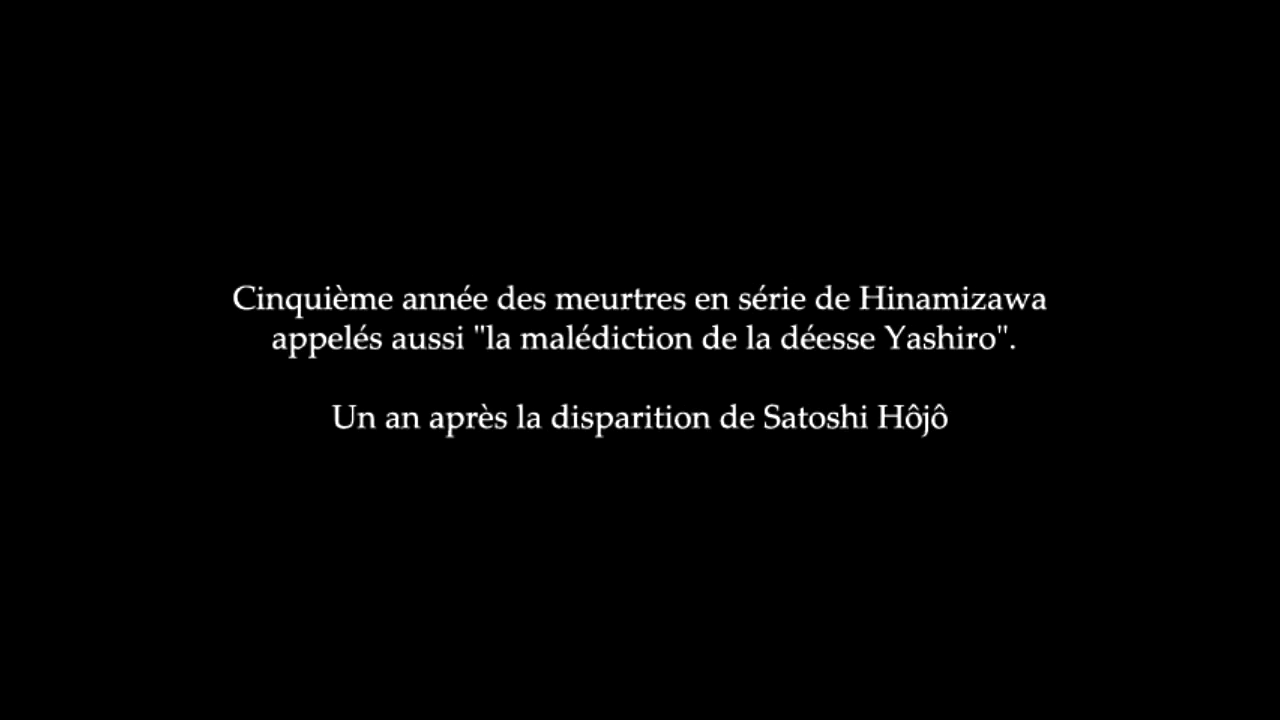 Cinquième année des meurtres en série de Hinamizawa
appelés aussi "la malédiction de la déesse Yashiro".
Un an après la disparition de Satoshi Hôjô